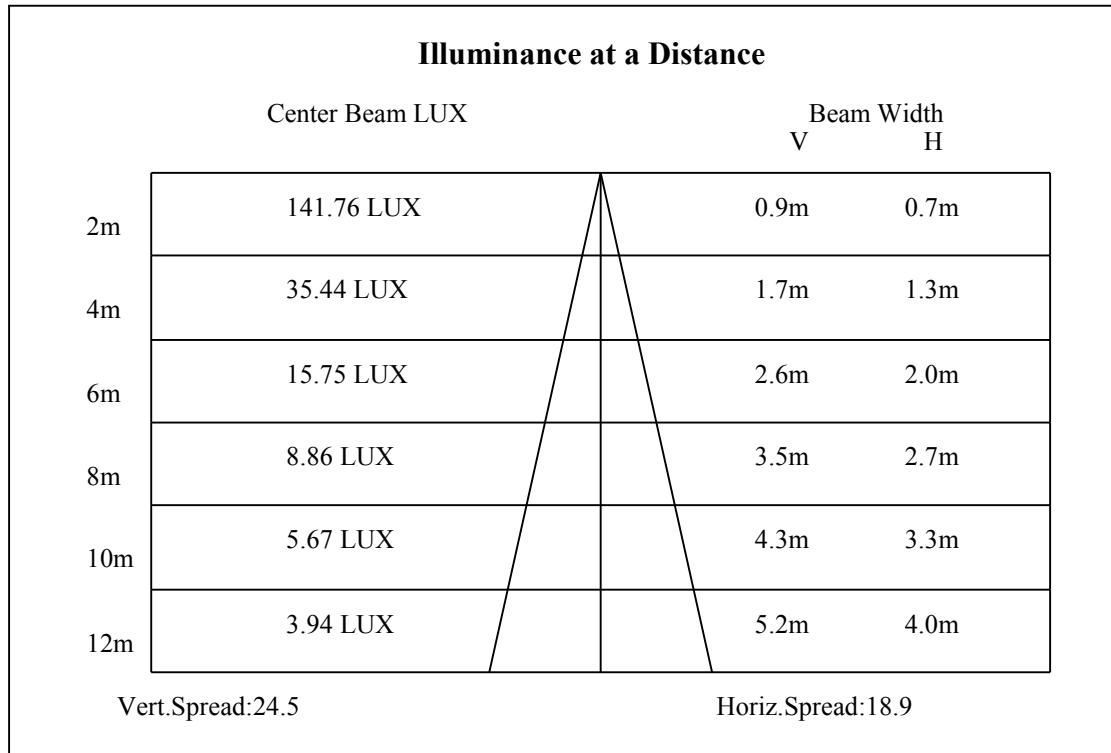 Illuminance at a Distance
Center Beam LUX Beam Width
V H
2m 141.76 LUX 0.9m 0.7m
4m 35.44 LUX 1.7m 1.3m
6m 15.75 LUX 2.6m 2.0m
8m 8.86 LUX 3.5m 2.7m
10m 5.67 LUX 4.3m 3.3m
12m 3.94 LUX 5.2m 4.0m
Vert.Spread:24.5 Horiz.Spread:18.9